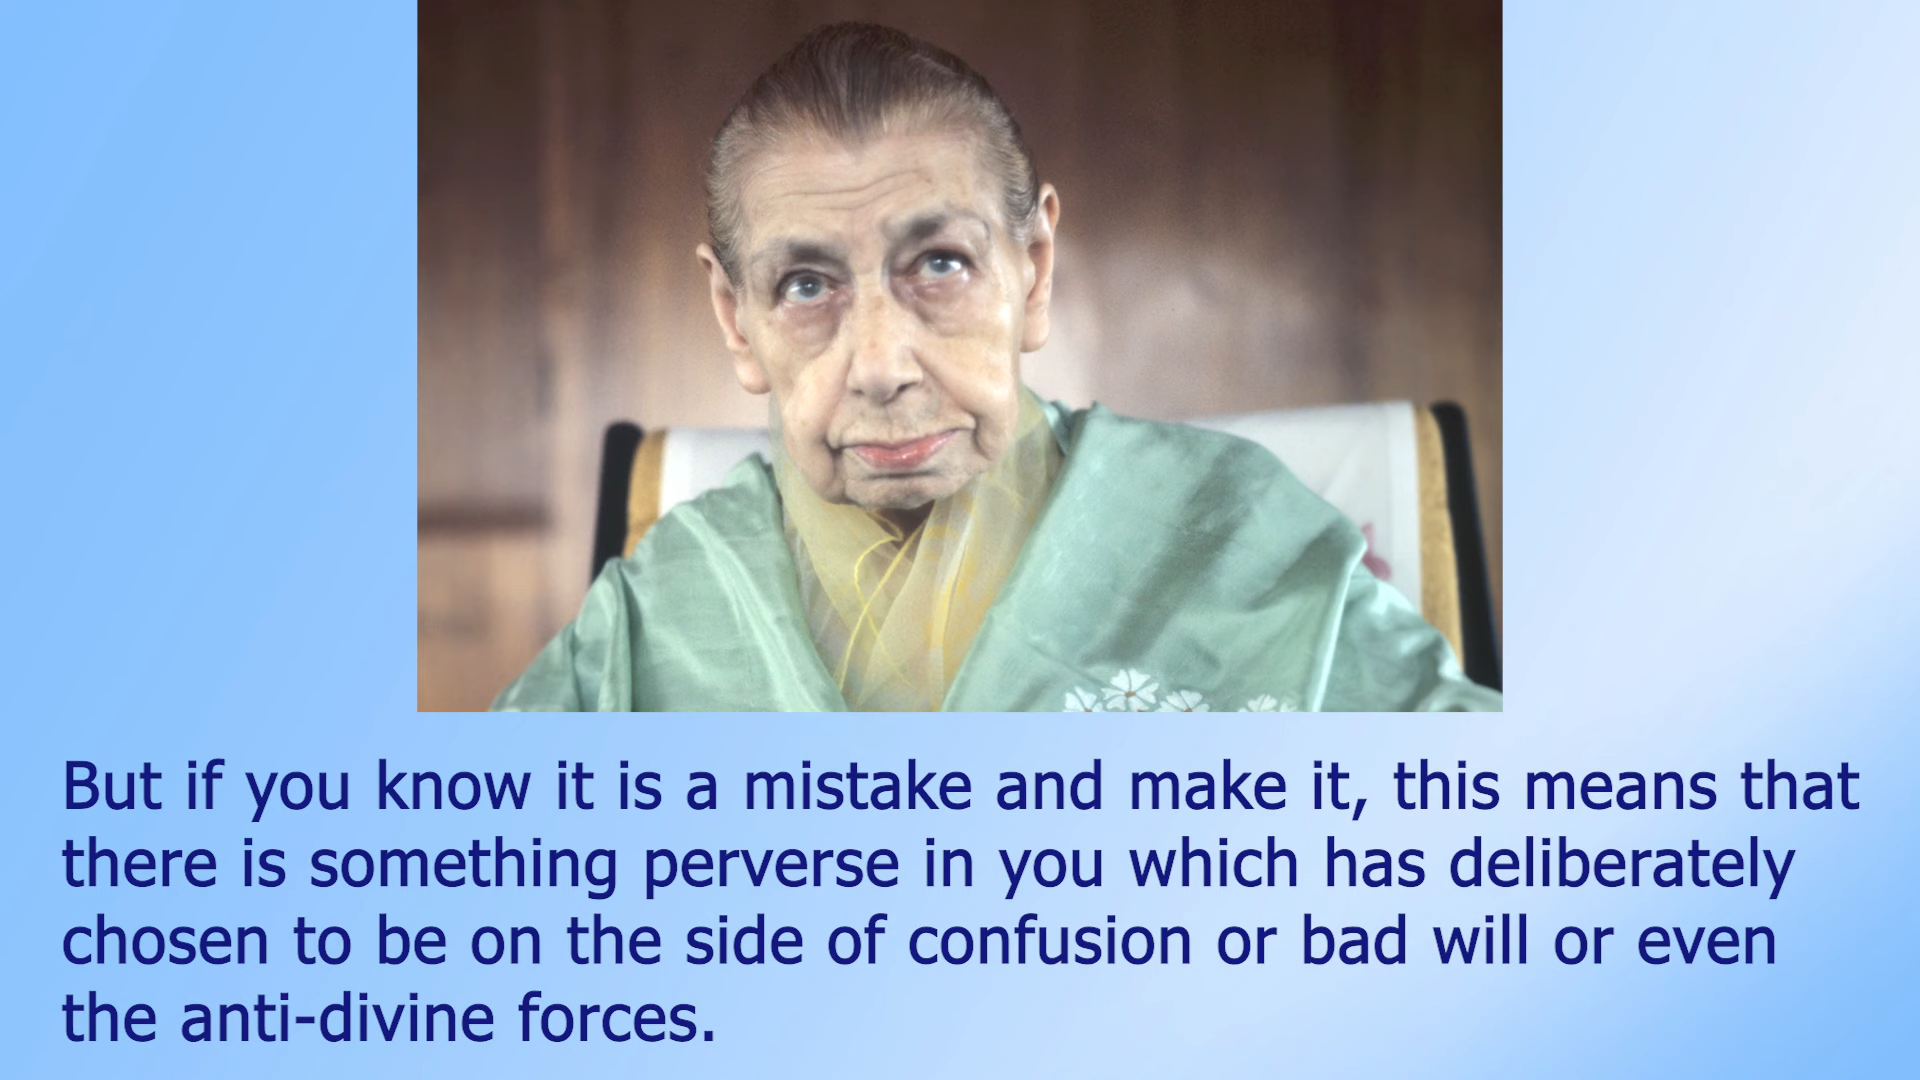 But if you know it is a mistake and make it, this means that
there is something perverse in you which has deliberately
chosen to be on the side of confusion or bad will or even
the anti-divine forces.